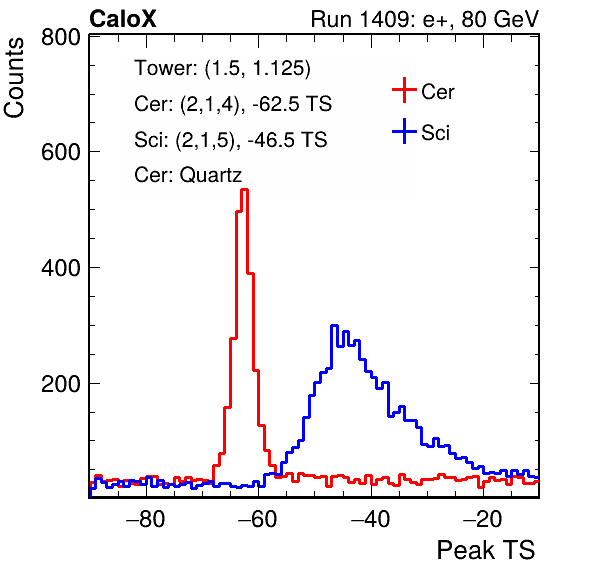 CaloX Run 1409: e+, 80 GeV
Counts
800
600
400
200
Tower: (1.5, 1.125)
Cer: (2,1,4), -62.5 TS
Sci: (2,1,5), -46.5 TS
Cer: Quartz
Cer
Sci
−80 −60 −40 −20
Peak TS